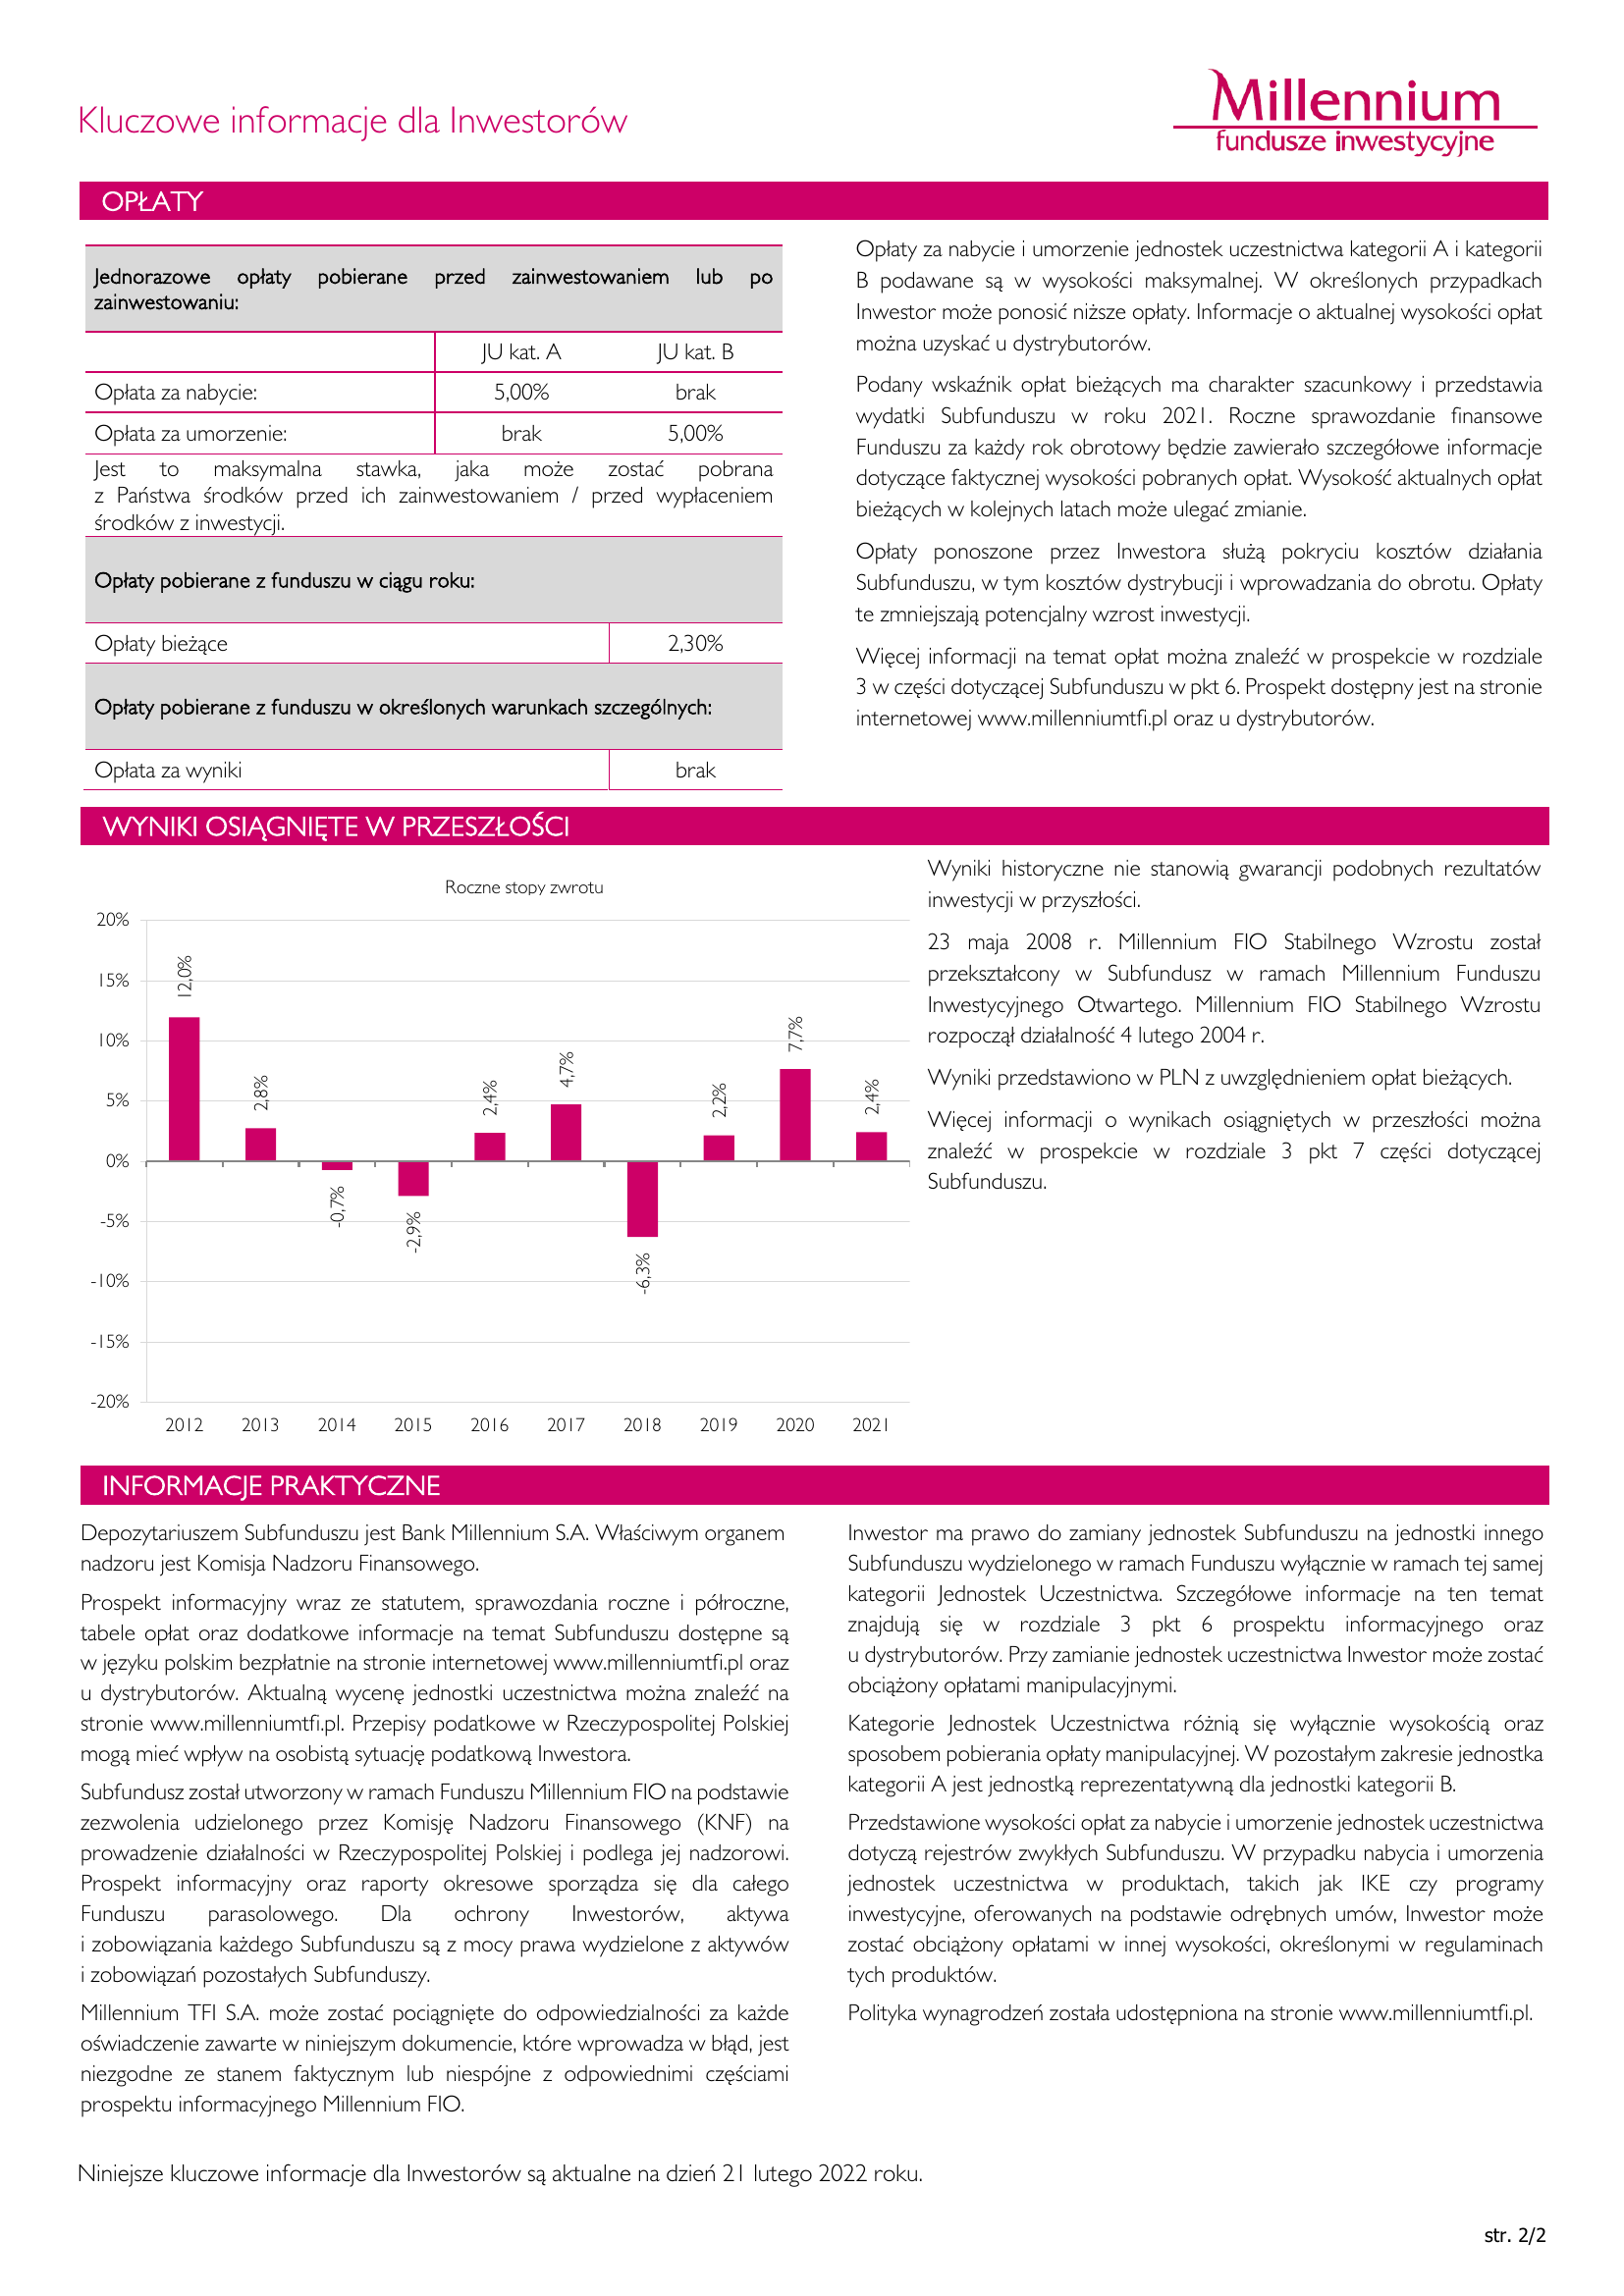 Kluczowe informacje dla Inwestorów
Millennium
fundusze inwestycyjne
OPŁATY
Jednorazowe opłaty pobierane przed zainwestowaniem lub po
zainwestowaniu:
JU kat. A JU kat. B
Opłata za nabycie: 5,00% brak
Opłata za umorzenie: brak 5,00%
Jest to maksymalna stawka, jaka może zostać pobrana
z Państwa środków przed ich zainwestowaniem / przed wypłaceniem
środków z inwestycji.
Opłaty pobierane z funduszu w ciągu roku:
Opłaty bieżące 2,30%
Opłaty pobierane z funduszu w określonych warunkach szczególnych:
Opłata za wyniki brak
Opłaty za nabycie i umorzenie jednostek uczestnictwa kategorii A i kategorii
B podawane są w wysokości maksymalnej. W określonych przypadkach
Inwestor może ponosić niższe opłaty. Informacje o aktualnej wysokości opłat
można uzyskać u dystrybutorów.
Podany wskaźnik opłat bieżących ma charakter szacunkowy i przedstawia
wydatki Subfunduszu w roku 2021. Roczne sprawozdanie finansowe
Funduszu za każdy rok obrotowy będzie zawierało szczegółowe informacje
dotyczące faktycznej wysokości pobranych opłat. Wysokość aktualnych opłat
bieżących w kolejnych latach może ulegać zmianie.
Opłaty ponoszone przez Inwestora służą pokryciu kosztów działania
Subfunduszu, w tym kosztów dystrybucji i wprowadzania do obrotu. Opłaty
te zmniejszają potencjalny wzrost inwestycji.
Więcej informacji na temat opłat można znaleźć w prospekcie w rozdziale
3 w części dotyczącej Subfunduszu w pkt 6. Prospekt dostępny jest na stronie
internetowej www.millenniumtfi.pl oraz u dystrybutorów.
WYNIKI OSIĄGNIĘTE W PRZESZŁOŚCI
Roczne stopy zwrotu
20%
15%
10%
5%
0%
-5%
-10%
-15%
-20%
12,0%
2,8%
-0,7%
-2,9%
2,4%
4,7%
-6,3%
2,2%
7,7%
2,4%
2012 2013 2014 2015 2016 2017 2018 2019 2020 2021
Wyniki historyczne nie stanowią gwarancji podobnych rezultatów
inwestycji w przyszłości.
23 maja 2008 r. Millennium FIO Stabilnego Wzrostu został
przekształcony w Subfundusz w ramach Millennium Funduszu
Inwestycyjnego Otwartego. Millennium FIO Stabilnego Wzrostu
rozpoczął działalność 4 lutego 2004 r.
Wyniki przedstawiono w PLN z uwzględnieniem opłat bieżących.
Więcej informacji o wynikach osiągniętych w przeszłości można
znaleźć w prospekcie w rozdziale 3 pkt 7 części dotyczącej
Subfunduszu.
INFORMACJE PRAKTYCZNE
Depozytariuszem Subfunduszu jest Bank Millennium S.A. Właściwym organem
nadzoru jest Komisja Nadzoru Finansowego.
Prospekt informacyjny wraz ze statutem, sprawozdania roczne i półroczne,
tabele opłat oraz dodatkowe informacje na temat Subfunduszu dostępne są
w języku polskim bezpłatnie na stronie internetowej www.millenniumtfi.pl oraz
u dystrybutorów. Aktualną wycenę jednostki uczestnictwa można znaleźć na
stronie www.millenniumtfi.pl. Przepisy podatkowe w Rzeczypospolitej Polskiej
mogą mieć wpływ na osobistą sytuację podatkową Inwestora.
Subfundusz został utworzony w ramach Funduszu Millennium FIO na podstawie
zezwolenia udzielonego przez Komisję Nadzoru Finansowego (KNF) na
prowadzenie działalności w Rzeczypospolitej Polskiej i podlega jej nadzorowi.
Prospekt informacyjny oraz raporty okresowe sporządza się dla całego
Funduszu parasolowego. Dla ochrony Inwestorów, aktywa
i zobowiązania każdego Subfunduszu są z mocy prawa wydzielone z aktywów
i zobowiązań pozostałych Subfunduszy.
Millennium TFI S.A. może zostać pociągnięte do odpowiedzialności za każde
oświadczenie zawarte w niniejszym dokumencie, które wprowadza w błąd, jest
niezgodne ze stanem faktycznym lub niespójne z odpowiednimi częściami
prospektu informacyjnego Millennium FIO.
Inwestor ma prawo do zamiany jednostek Subfunduszu na jednostki innego
Subfunduszu wydzielonego w ramach Funduszu wyłącznie w ramach tej samej
kategorii Jednostek Uczestnictwa. Szczegółowe informacje na ten temat
znajdują się w rozdziale 3 pkt 6 prospektu informacyjnego oraz
u dystrybutorów. Przy zamianie jednostek uczestnictwa Inwestor może zostać
obciążony opłatami manipulacyjnymi.
Kategorie Jednostek Uczestnictwa różnią się wyłącznie wysokością oraz
sposobem pobierania opłaty manipulacyjnej. W pozostałym zakresie jednostka
kategorii A jest jednostką reprezentatywną dla jednostki kategorii B.
Przedstawione wysokości opłat za nabycie i umorzenie jednostek uczestnictwa
dotyczą rejestrów zwykłych Subfunduszu. W przypadku nabycia i umorzenia
jednostek uczestnictwa w produktach, takich jak IKE czy programy
inwestycyjne, oferowanych na podstawie odrębnych umów, Inwestor może
zostać obciążony opłatami w innej wysokości, określonymi w regulaminach
tych produktów.
Polityka wynagrodzeń została udostępniona na stronie www.millenniumtfi.pl.
Niniejsze kluczowe informacje dla Inwestorów są aktualne na dzień 21 lutego 2022 roku.
str. 2/2